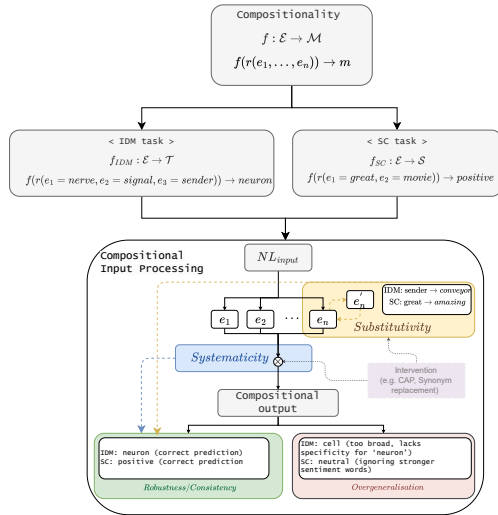 Compositionality
f : ℰ → ℳ
f(r(e₁, . . . , eₙ)) → m
< IDM task >
f_IDM : ℰ → 𝒯
f(r(e₁ = nerve, e₂ = signal, e₃ = sender)) → neuron
< SC task >
f_SC : ℰ → 𝒮
f(r(e₁ = great, e₂ = movie)) → positive
Compositional
Input Processing
NL_input
e₁
e₂
...
eₙ
e′ₙ
IDM: sender → conveyor
SC: great → amazing
Substitutivity
Systematicity
⊗
Intervention
(e.g. CAP, Synonym
replacement)
Compositional
output
IDM: neuron (correct prediction)
SC: positive (correct prediction
Robustness/Consistency
IDM: cell (too broad, lacks
specificity for ‘neuron’)
SC: neutral (ignoring stronger
sentiment words)
Overgeneralisation